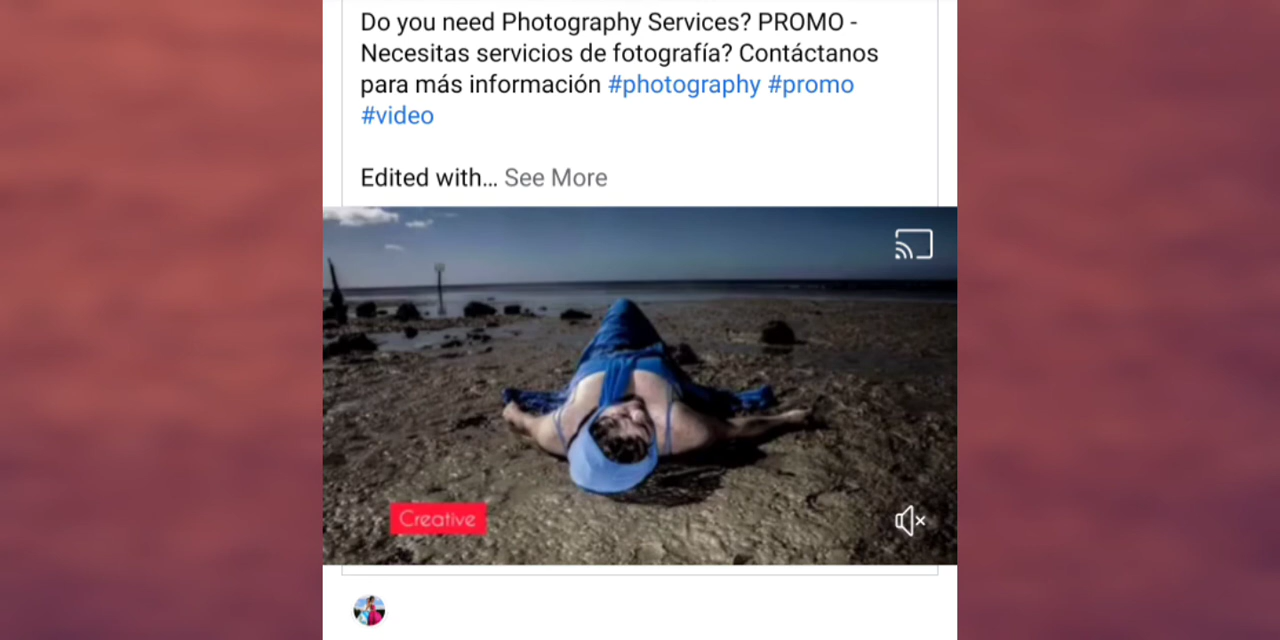 Do you need Photography Services? PROMO -
Necesitas servicios de fotografía? Contáctanos
para más información #photography #promo
#video
Edited with... See More
Creative